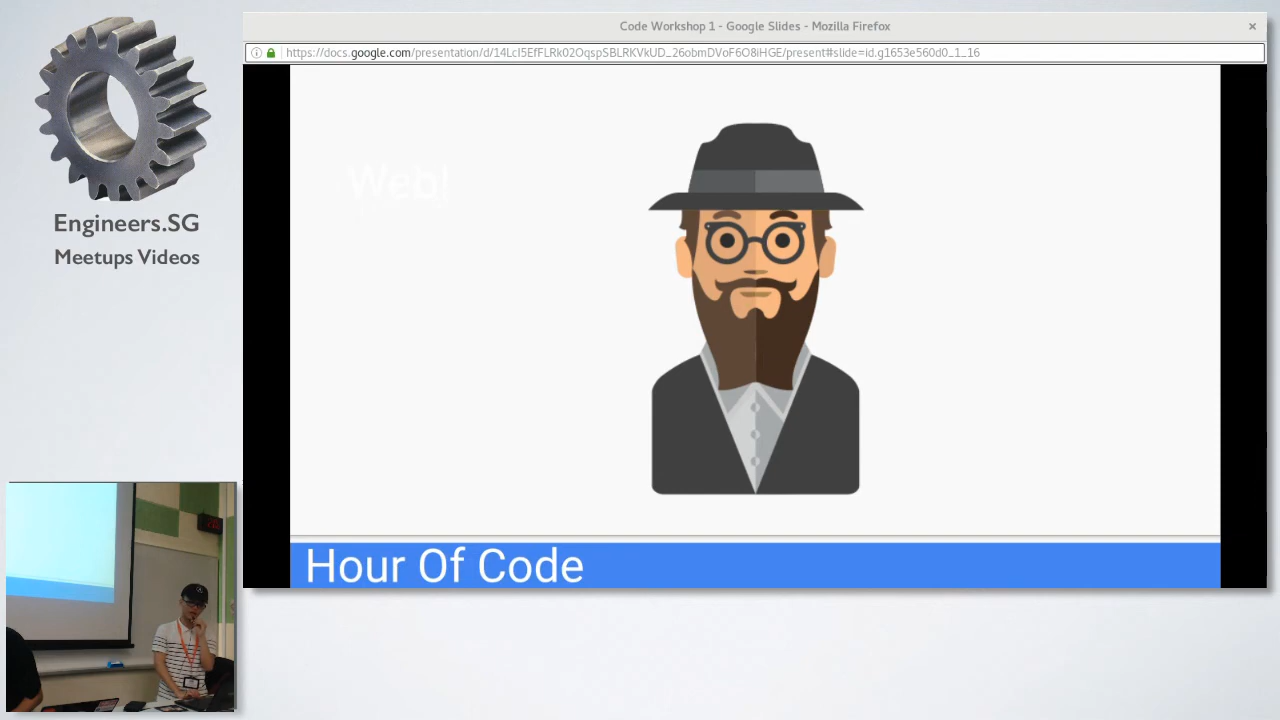 Engineers.SG
Meetups Videos
Code Workshop 1 - Google Slides - Mozilla Firefox
https://docs.google.com/presentation/d/14LcI5EfFLRk02OqspSBLRKVkUD_26obmDVoF6O8iHGE/present#slide=id.g1653e560d0_1_16
Web!
Hour Of Code